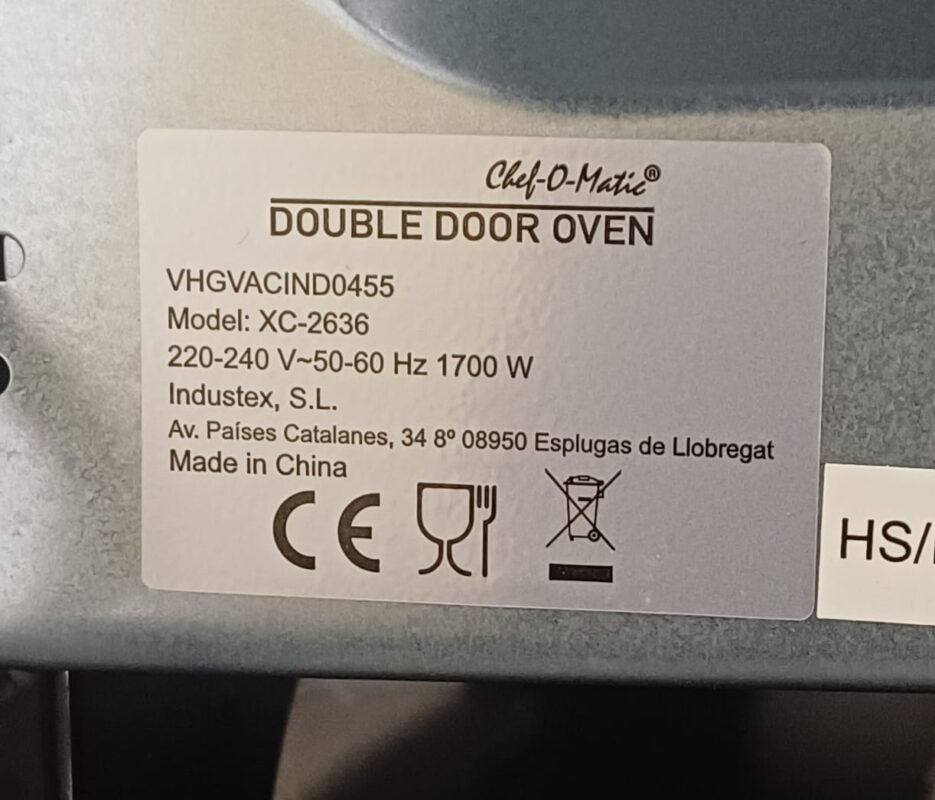 Chef-O-Matic®
DOUBLE DOOR OVEN
VHGVACIND0455
Model: XC-2636
220-240 V~50-60 Hz 1700 W
Industex, S.L.
Av. Países Catalanes, 34 8º 08950 Esplugas de Llobregat
Made in China
CE
HS/